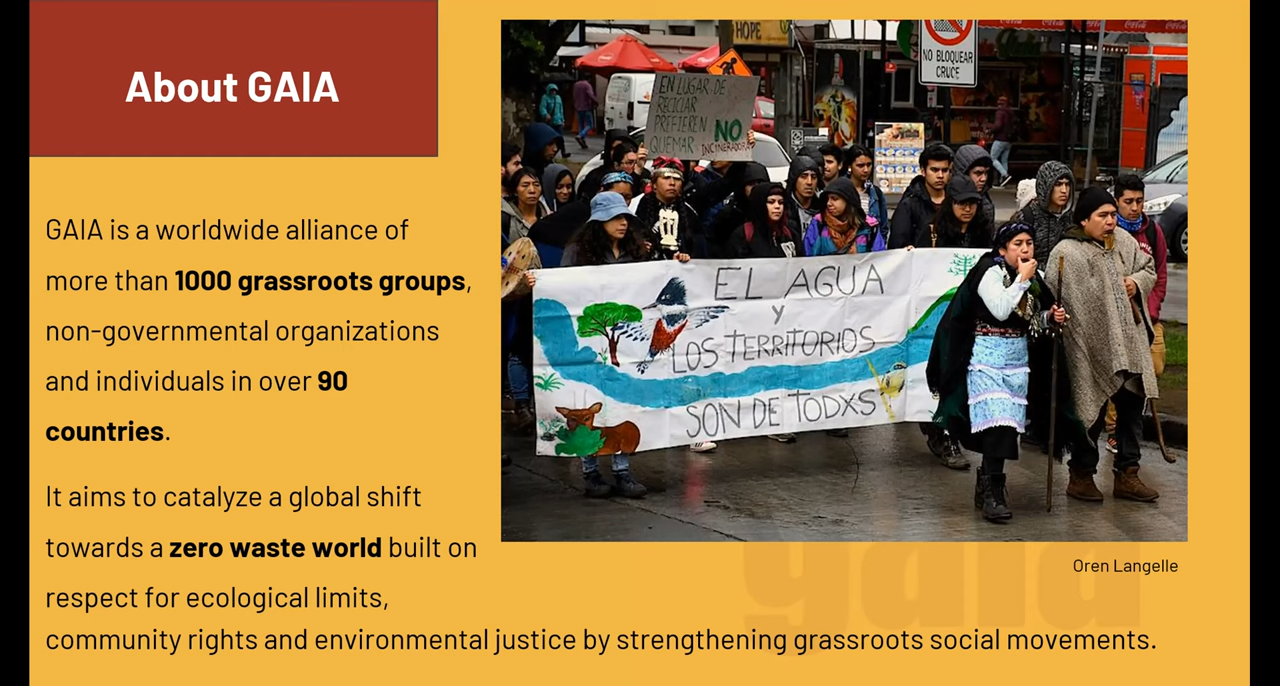 About GAIA
GAIA is a worldwide alliance of
more than 1000 grassroots groups,
non-governmental organizations
and individuals in over 90
countries.
It aims to catalyze a global shift
towards a zero waste world built on
respect for ecological limits,
community rights and environmental justice by strengthening grassroots social movements.
HOPE
NO BLOQUEAR
CRUCE
EN LUGAR DE
RECICLAR
PREFIEREN
QUEMAR
NO
INCINERADORA
EL AGUA
Y
LOS TERRITORIOS
SON DE TODXS
Oren Langelle
gaia